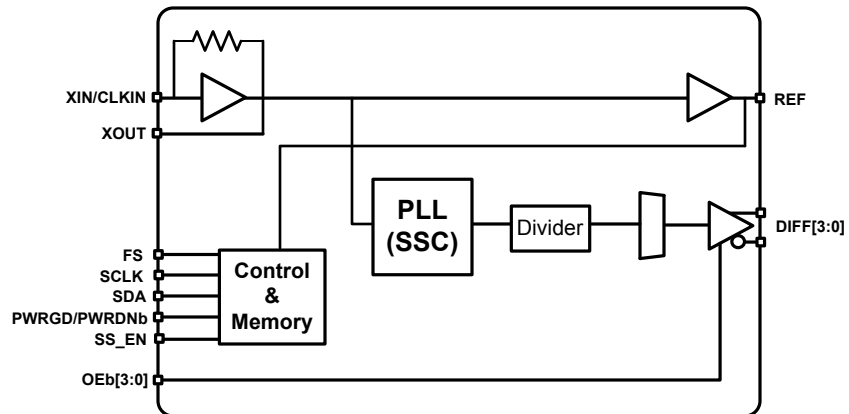 XIN/CLKIN
REF
XOUT
PLL
(SSC)
Divider
DIFF[3:0]
FS
SCLK
SDA
PWRGD/PWRDNb
SS_EN
Control
&
Memory
OEb[3:0]